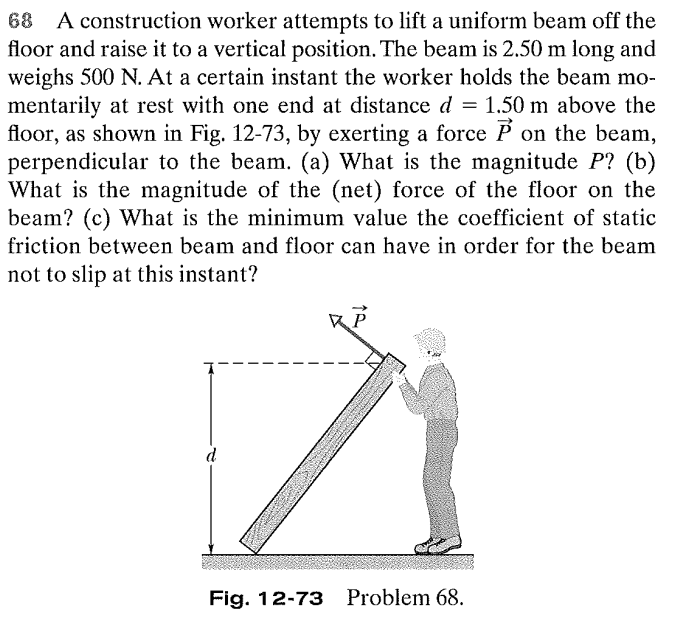 68 A construction worker attempts to lift a uniform beam off the
floor and raise it to a vertical position. The beam is 2.50 m long and
weighs 500 N. At a certain instant the worker holds the beam mo-
mentarily at rest with one end at distance d = 1.50 m above the
floor, as shown in Fig. 12-73, by exerting a force P⃗ on the beam,
perpendicular to the beam. (a) What is the magnitude P? (b)
What is the magnitude of the (net) force of the floor on the
beam? (c) What is the minimum value the coefficient of static
friction between beam and floor can have in order for the beam
not to slip at this instant?
P⃗
d
Fig. 12-73 Problem 68.